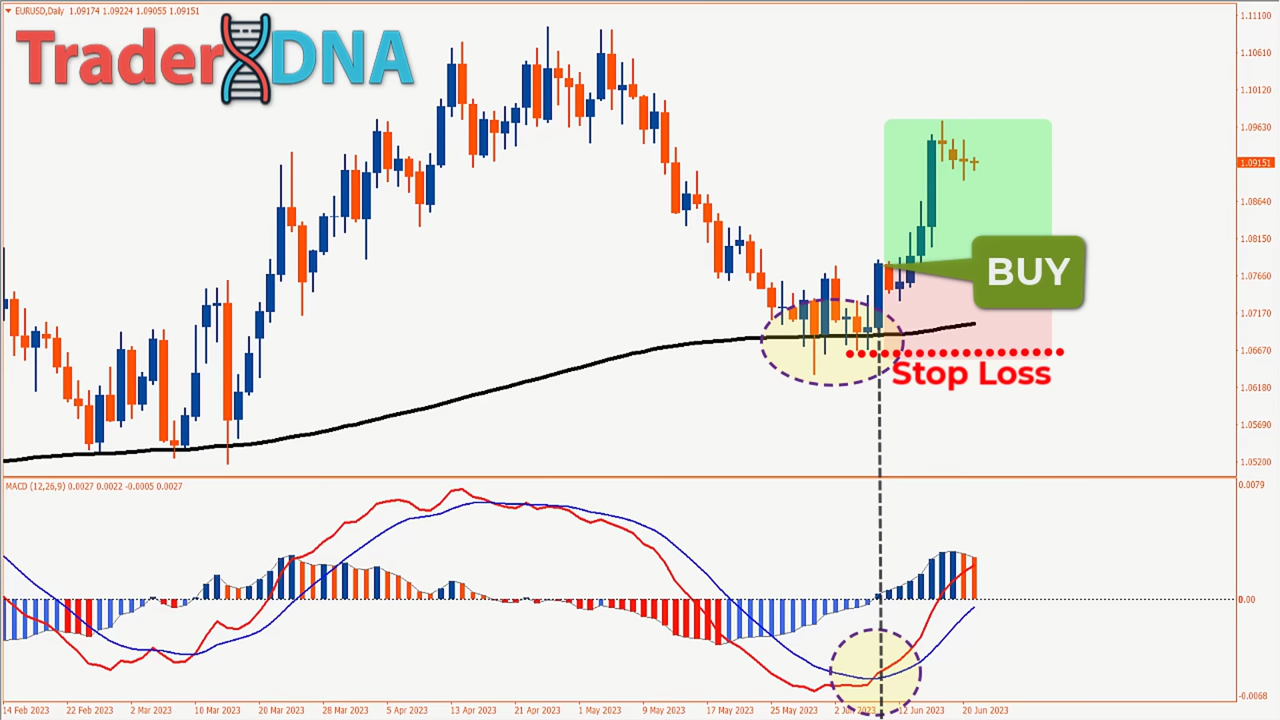 EURUSD,Daily 1.09174 1.09224 1.09055 1.09151
TraderDNA
1.11100
1.10610
1.10120
1.09630
1.09151
1.08640
1.08150
1.07660
1.07170
1.06670
1.06180
1.05690
1.05200
BUY
Stop Loss
MACD (12,26,9) 0.0027 0.0022 -0.0005 0.0027
0.0079
0.00
-0.0068
14 Feb 2023 22 Feb 2023 2 Mar 2023 10 Mar 2023 20 Mar 2023 28 Mar 2023 5 Apr 2023 13 Apr 2023 21 Apr 2023 1 May 2023 9 May 2023 17 May 2023 25 May 2023 2 Jun 2023 12 Jun 2023 20 Jun 2023